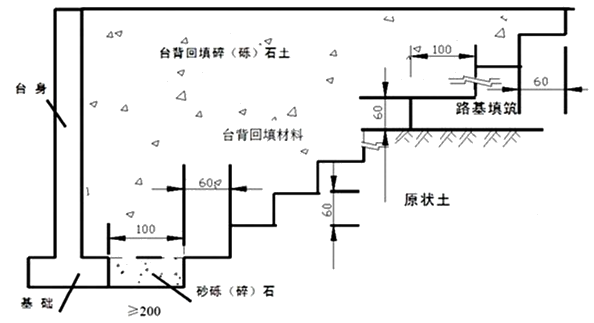 台背回填碎（砾）石土
100
60
台身
60
路基填筑
台背回填材料
60
60
原状土
100
基 础
≥200
砂砾（碎）石